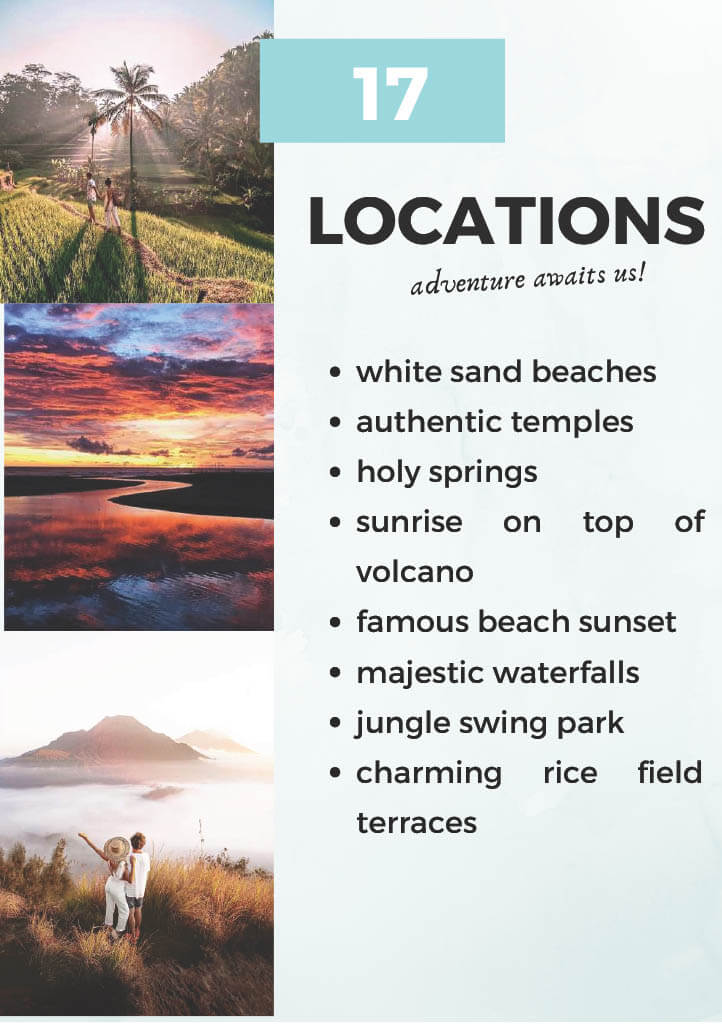 17
LOCATIONS
adventure awaits us!
• white sand beaches
• authentic temples
• holy springs
• sunrise on top of
volcano
• famous beach sunset
• majestic waterfalls
• jungle swing park
• charming rice field
terraces